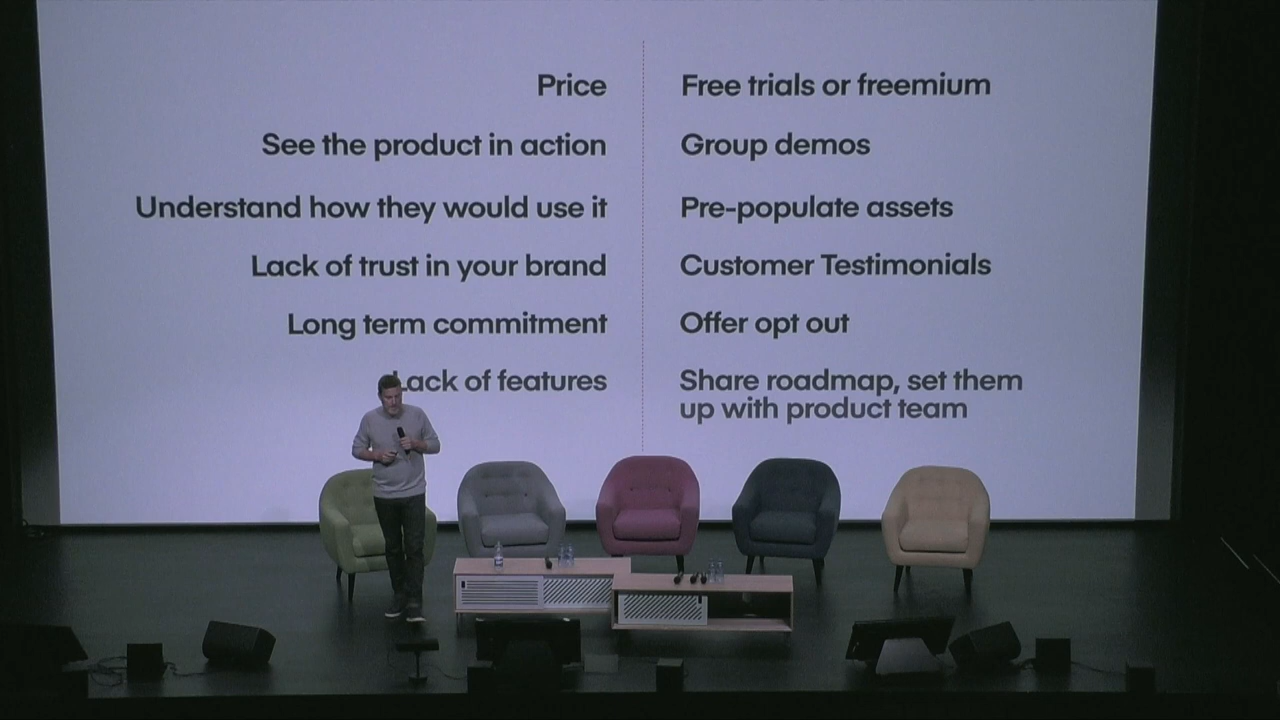 Price
Free trials or freemium
See the product in action
Group demos
Understand how they would use it
Pre-populate assets
Lack of trust in your brand
Customer Testimonials
Long term commitment
Offer opt out
Lack of features
Share roadmap, set them
up with product team